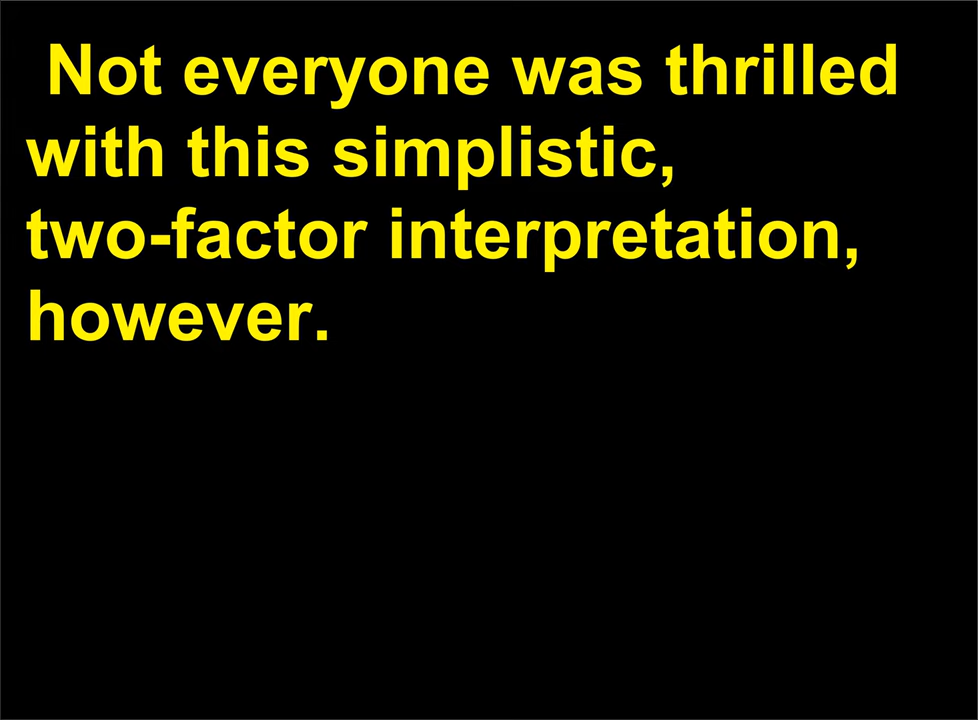 Not everyone was thrilled
with this simplistic,
two-factor interpretation,
however.